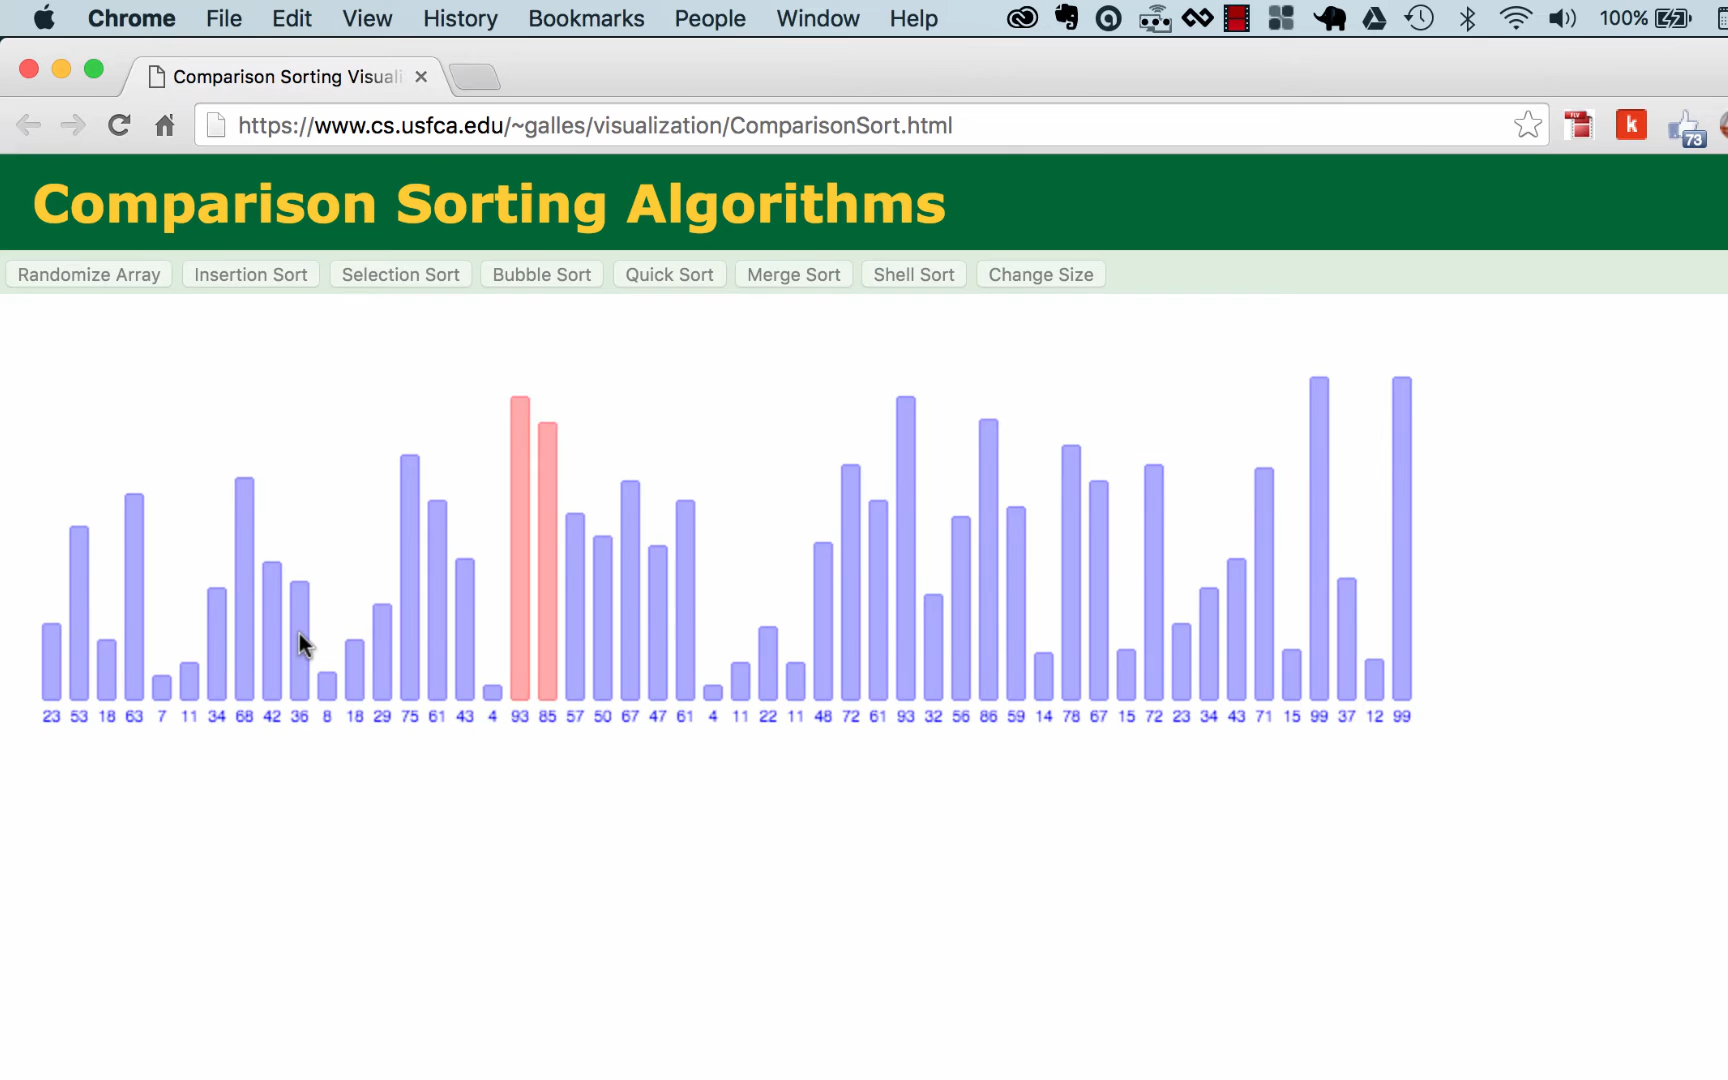 Chrome File Edit View History Bookmarks People Window Help 100%
Comparison Sorting Visuali
https://www.cs.usfca.edu/~galles/visualization/ComparisonSort.html
k
73
Comparison Sorting Algorithms
Randomize Array Insertion Sort Selection Sort Bubble Sort Quick Sort Merge Sort Shell Sort Change Size
23 53 18 63 7 11 34 68 42 36 8 18 29 75 61 43 4 93 85 57 50 67 47 61 4 11 22 11 48 72 61 93 32 56 86 59 14 78 67 15 72 23 34 43 71 15 99 37 12 99